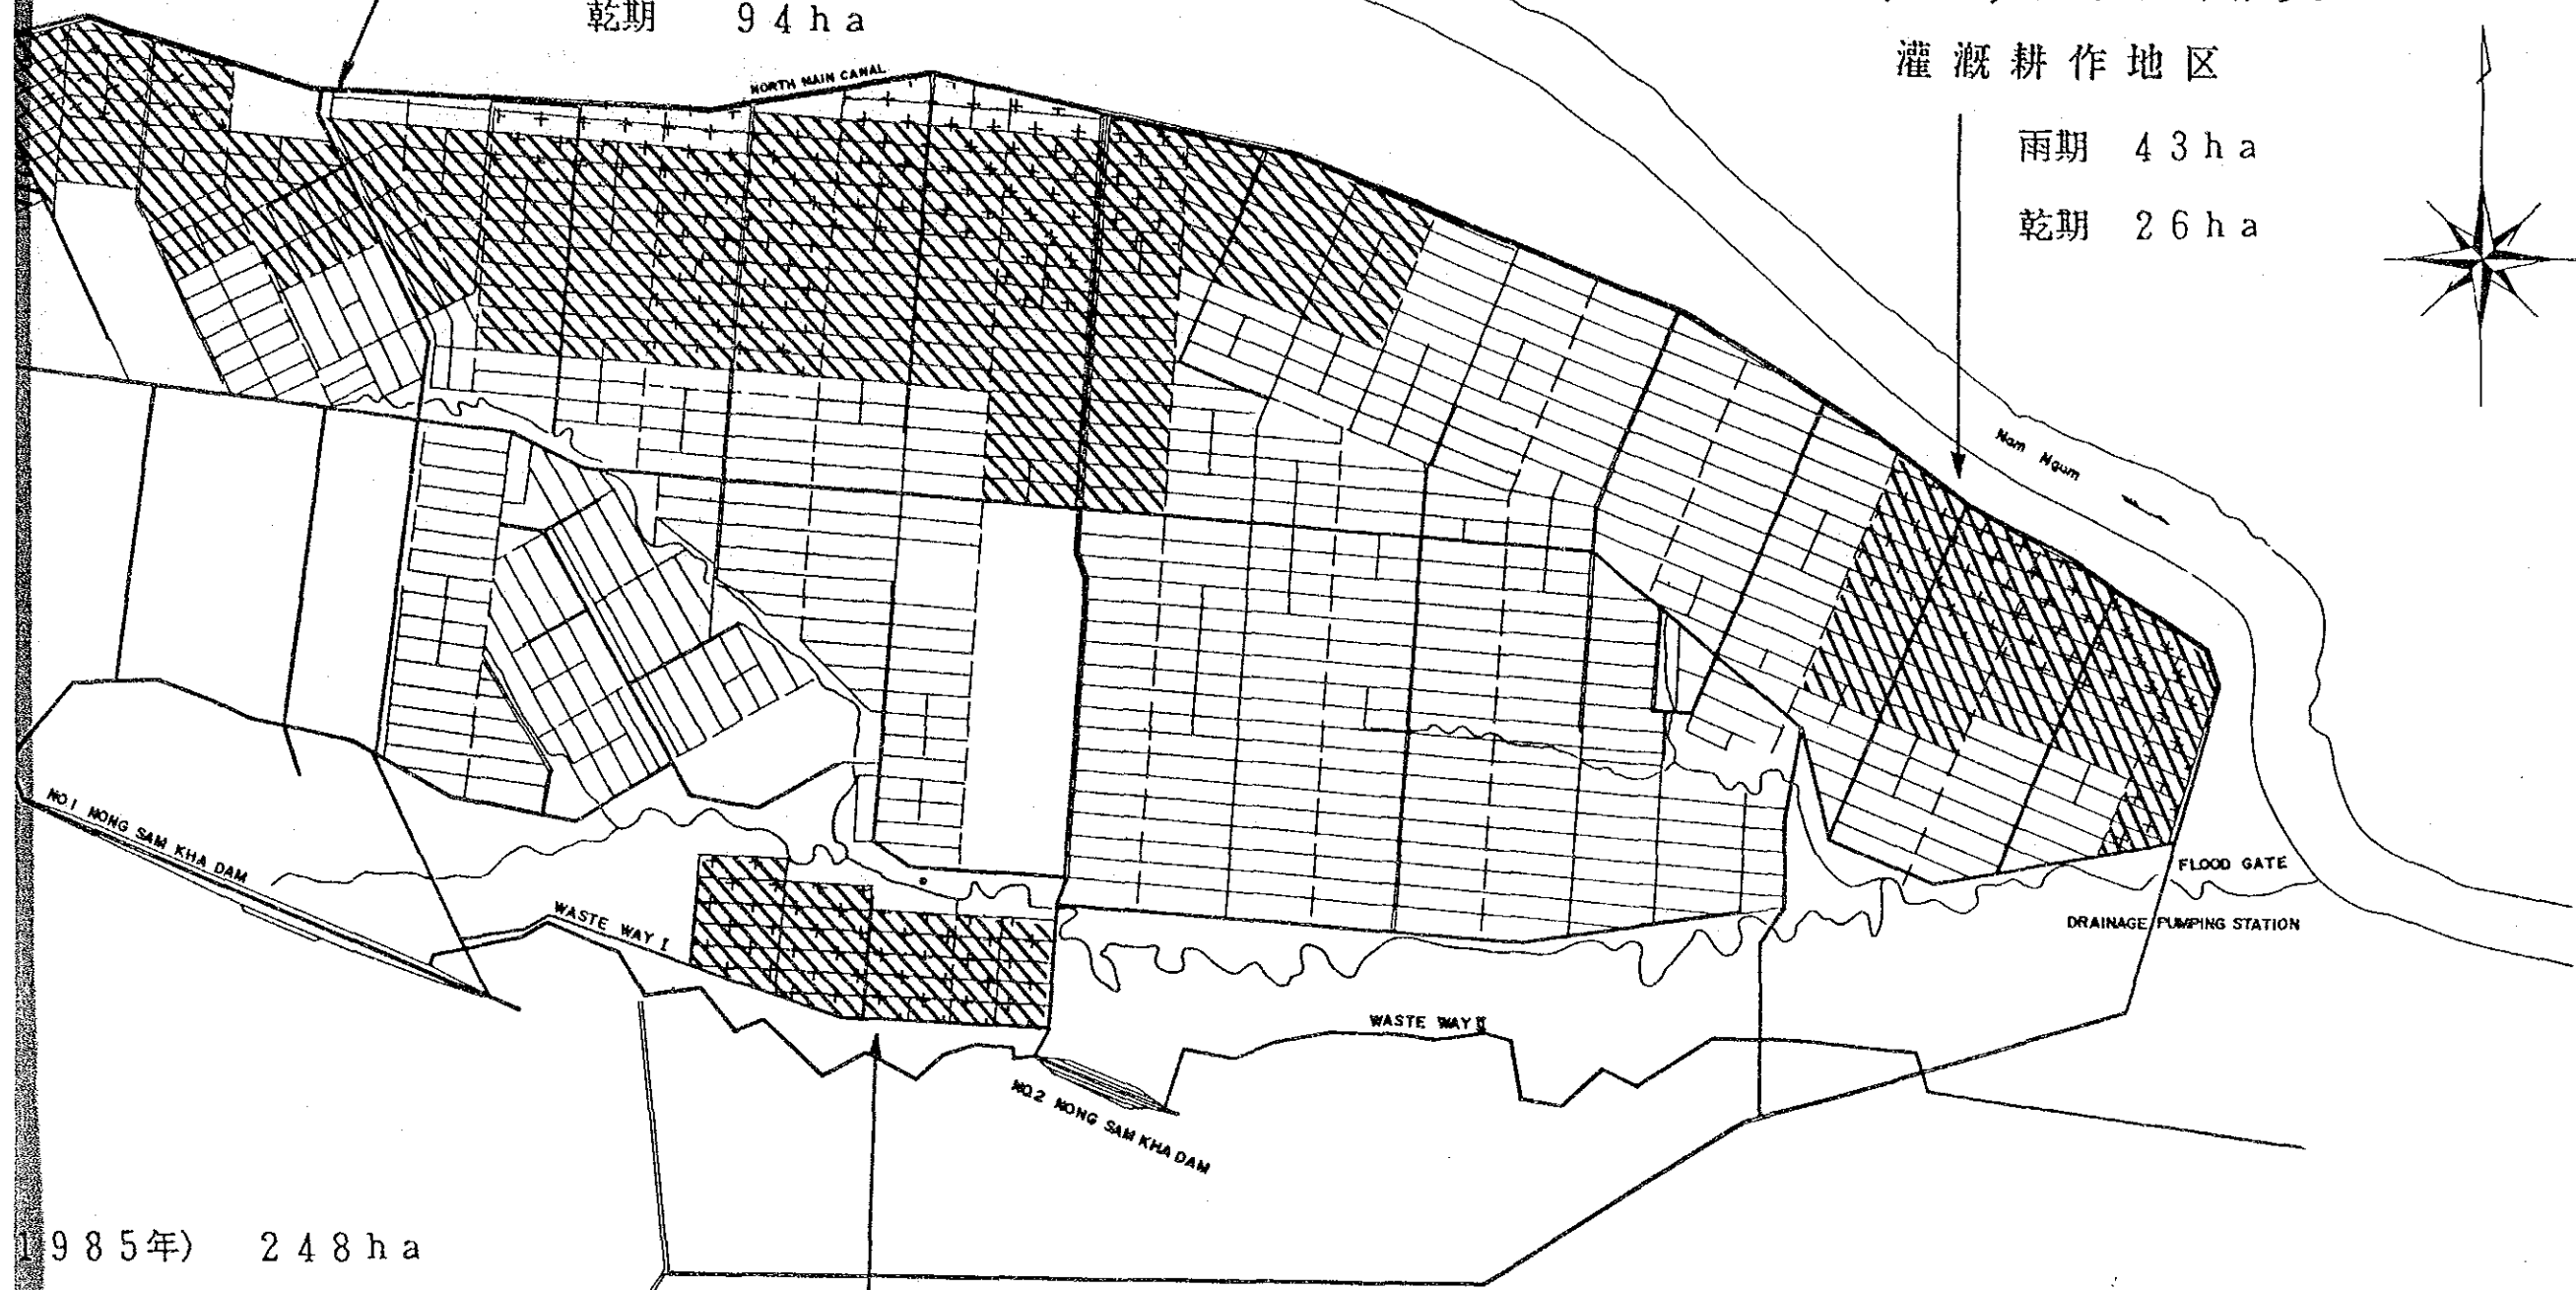 乾期 94ha
灌漑耕作地区
雨期 43ha
乾期 26ha
NORTH MAIN CANAL
Nam Ngum
NO.1 NONG SAM KHA DAM
WASTE WAY I
FLOOD GATE
DRAINAGE PUMPING STATION
WASTE WAY II
NO.2 NONG SAM KHA DAM
1985年) 248ha